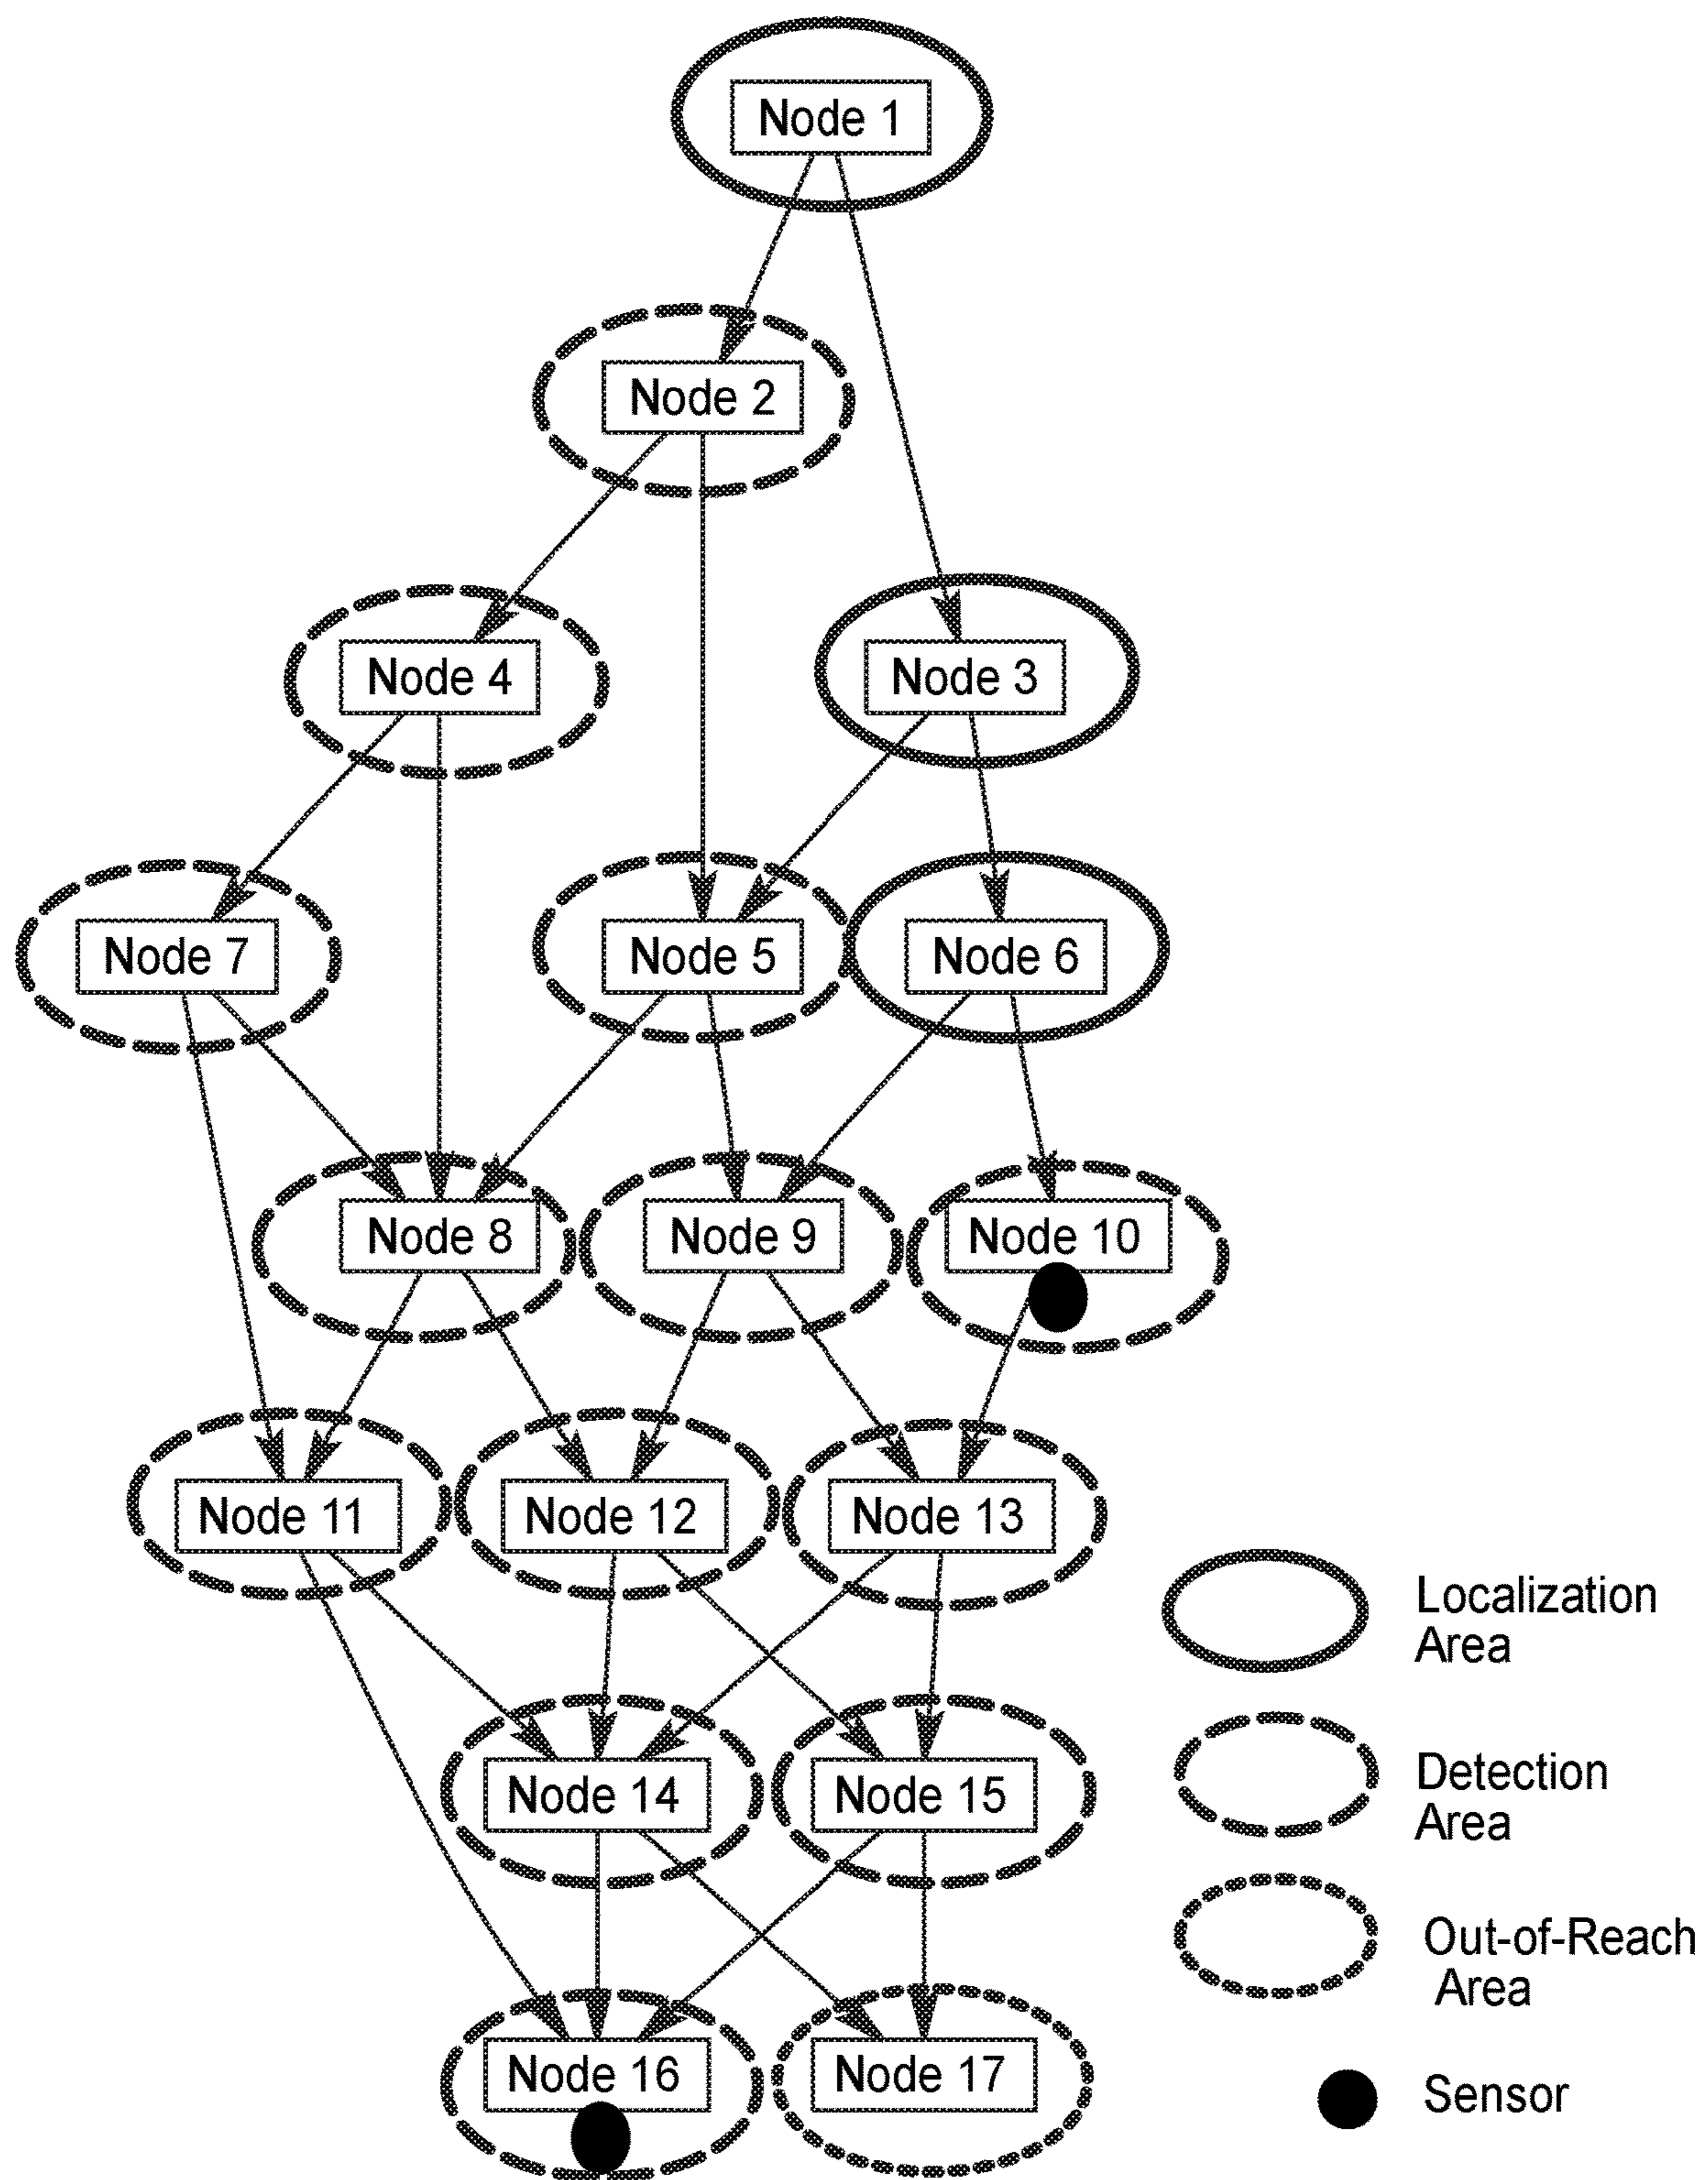 Node 1
Node 2
Node 4
Node 3
Node 7
Node 5
Node 6
Node 8
Node 9
Node 10
Node 11
Node 12
Node 13
Localization
Area
Node 14
Node 15
Detection
Area
Out-of-Reach
Area
Node 16
Node 17
Sensor